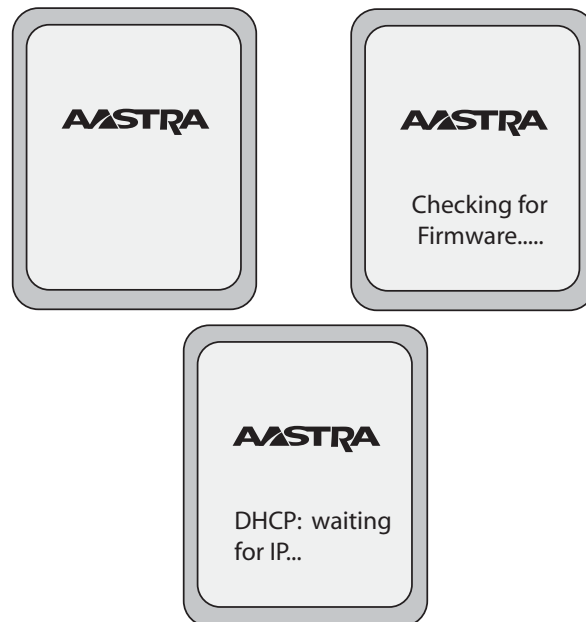 AASTRA
AASTRA
Checking for
Firmware.....
AASTRA
DHCP: waiting
for IP...